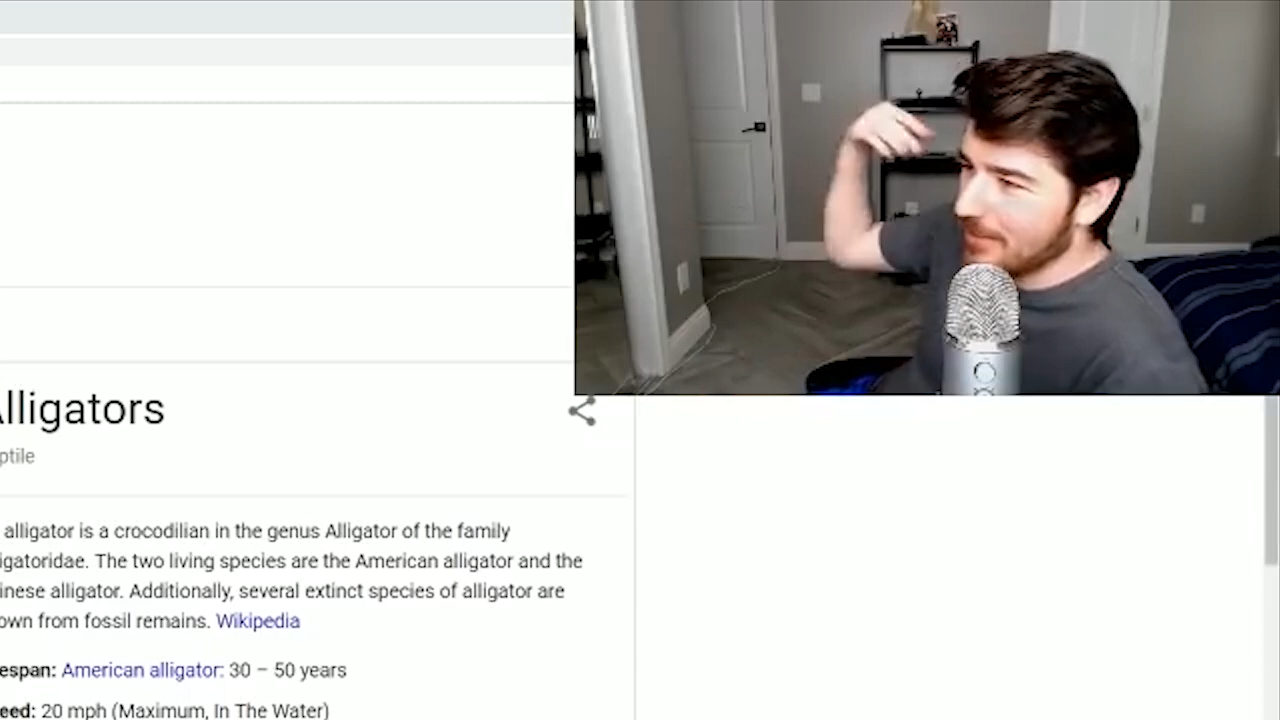 lligators
ptile
alligator is a crocodilian in the genus Alligator of the family
igatoridae. The two living species are the American alligator and the
inese alligator. Additionally, several extinct species of alligator are
own from fossil remains. Wikipedia
espan: American alligator: 30 – 50 years
eed: 20 mph (Maximum, In The Water)